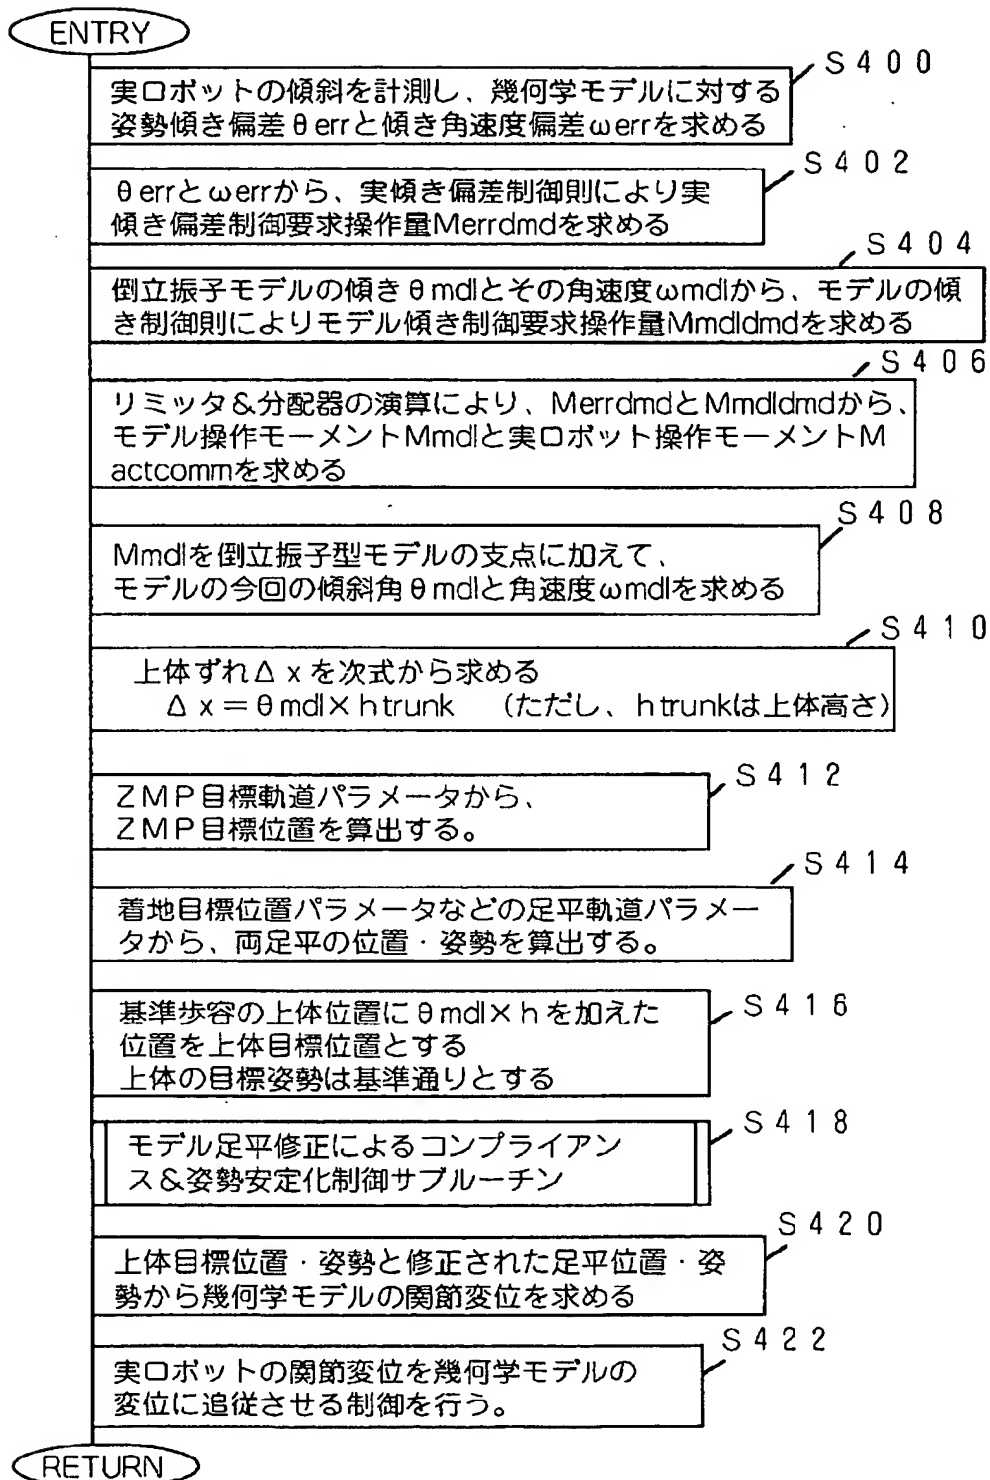 ENTRY
S400
実ロボットの傾斜を計測し、幾何学モデルに対する
姿勢傾き偏差θerrと傾き角速度偏差ωerrを求める
S402
θerrとωerrから、実傾き偏差制御則により実
傾き偏差制御要求操作量Merrdmdを求める
S404
倒立振子モデルの傾きθmdlとその角速度ωmdlから、モデルの傾
き制御則によりモデル傾き制御要求操作量Mmdldmdを求める
S406
リミッタ&分配器の演算により、MerrdmdとMmdldmdから、
モデル操作モーメントMmdlと実ロボット操作モーメントM
actcommを求める
S408
Mmdlを倒立振子型モデルの支点に加えて、
モデルの今回の傾斜角θmdlと角速度ωmdlを求める
S410
上体ずれΔxを次式から求める
Δx=θmdl×htrunk (ただし、htrunkは上体高さ)
S412
ZMP目標軌道パラメータから、
ZMP目標位置を算出する。
S414
着地目標位置パラメータなどの足平軌道パラメー
タから、両足平の位置・姿勢を算出する。
S416
基準歩容の上体位置にθmdl×hを加えた
位置を上体目標位置とする
上体の目標姿勢は基準通りとする
S418
モデル足平修正によるコンプライアン
ス&姿勢安定化制御サブルーチン
S420
上体目標位置・姿勢と修正された足平位置・姿
勢から幾何学モデルの関節変位を求める
S422
実ロボットの関節変位を幾何学モデルの
変位に追従させる制御を行う。
RETURN